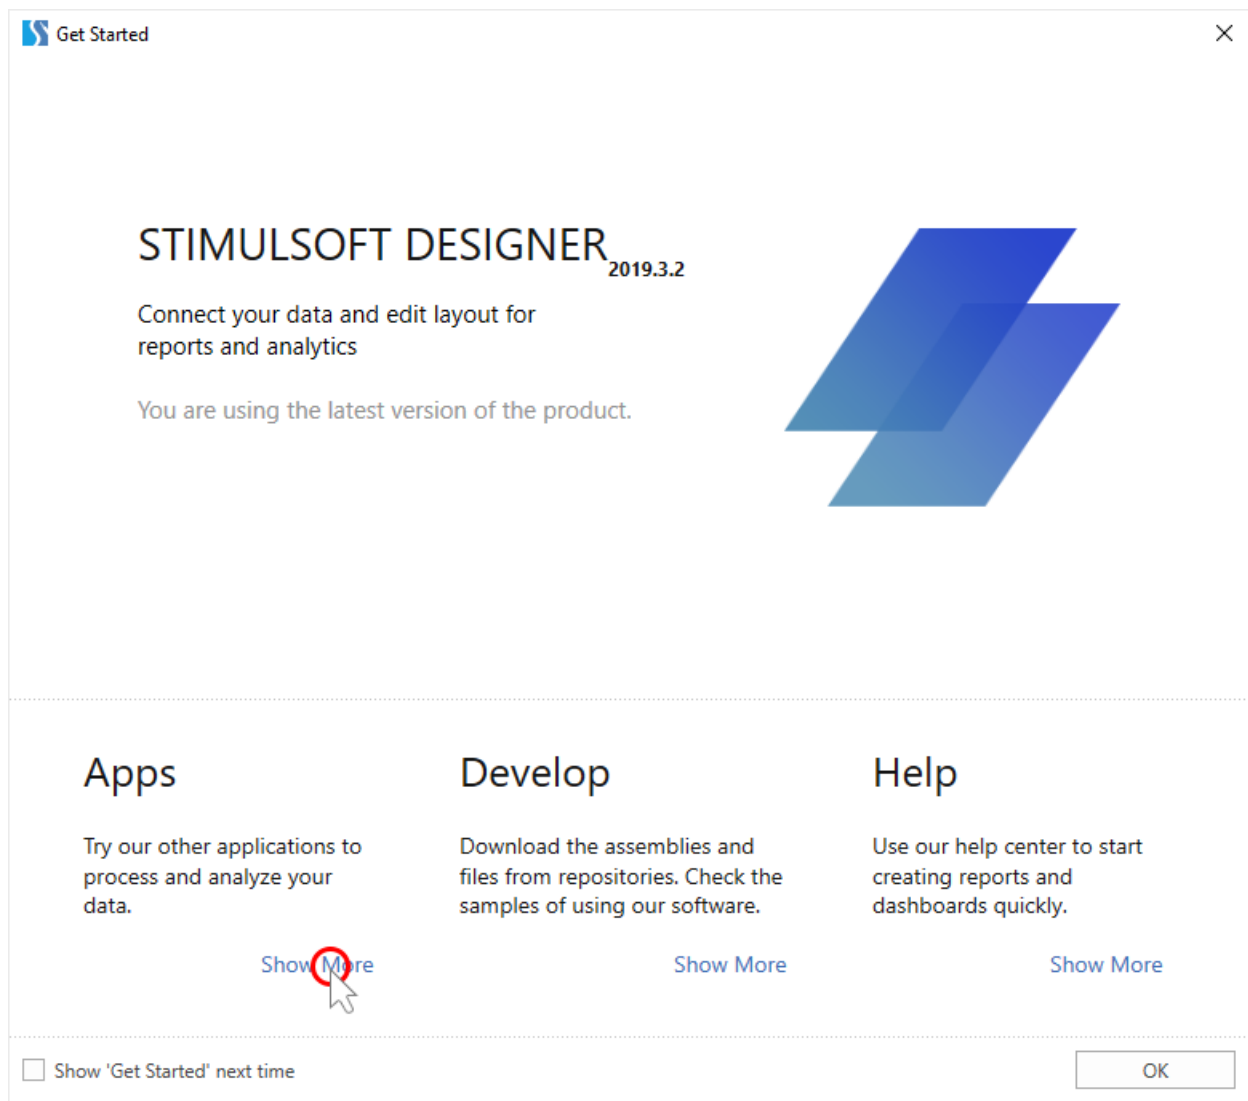 Get Started
STIMULSOFT DESIGNER 2019.3.2
Connect your data and edit layout for
reports and analytics
You are using the latest version of the product.
Apps
Try our other applications to
process and analyze your
data.
Show More
Develop
Download the assemblies and
files from repositories. Check the
samples of using our software.
Show More
Help
Use our help center to start
creating reports and
dashboards quickly.
Show More
Show 'Get Started' next time
OK